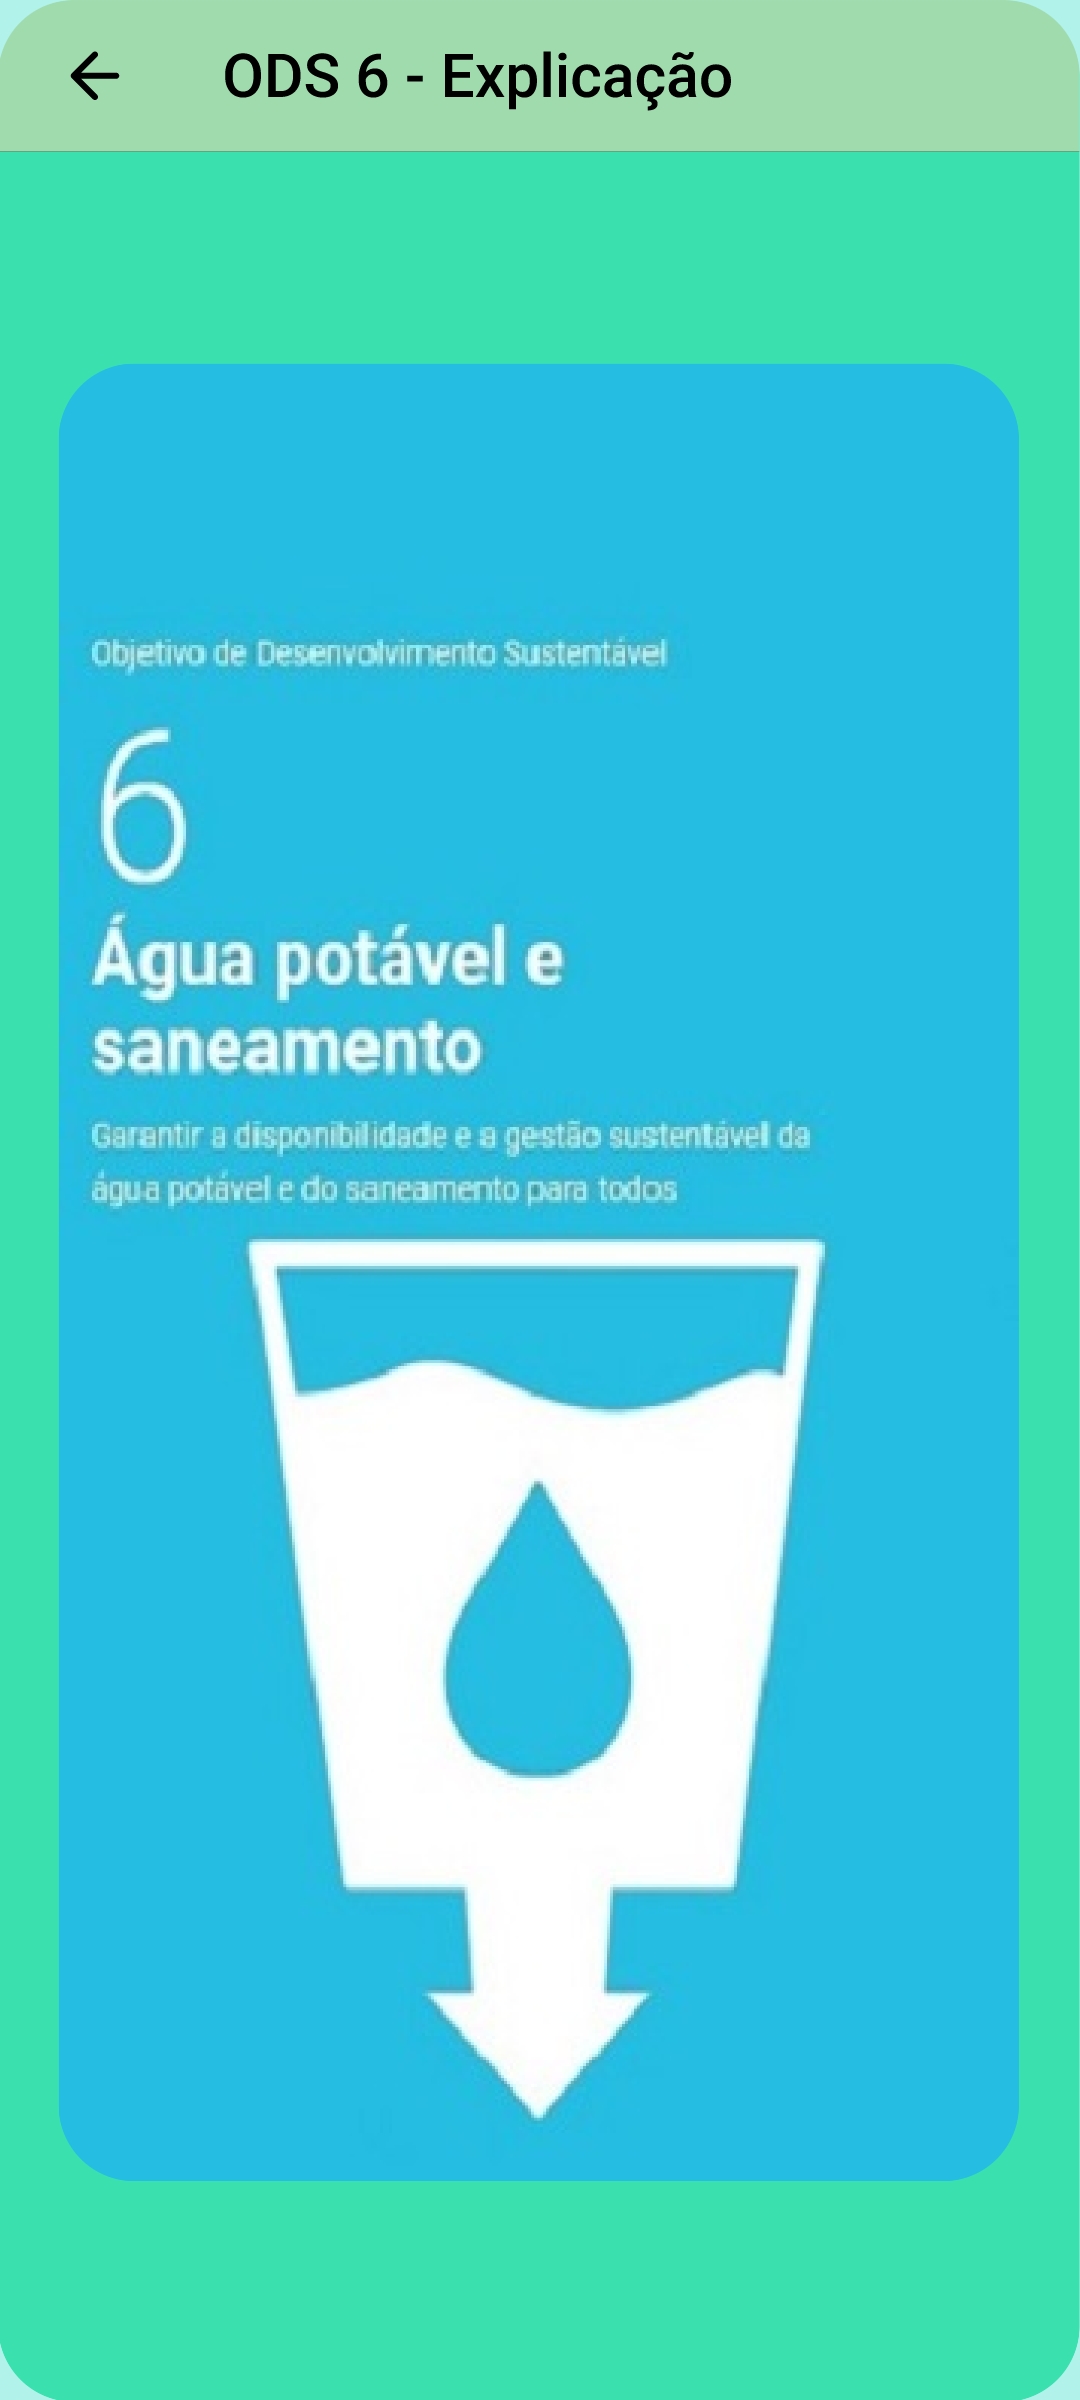 ODS 6 - Explicação
Objetivo de Desenvolvimento Sustentável
6
Água potável e
saneamento
Garantir a disponibilidade e a gestão sustentável da
água potável e do saneamento para todos